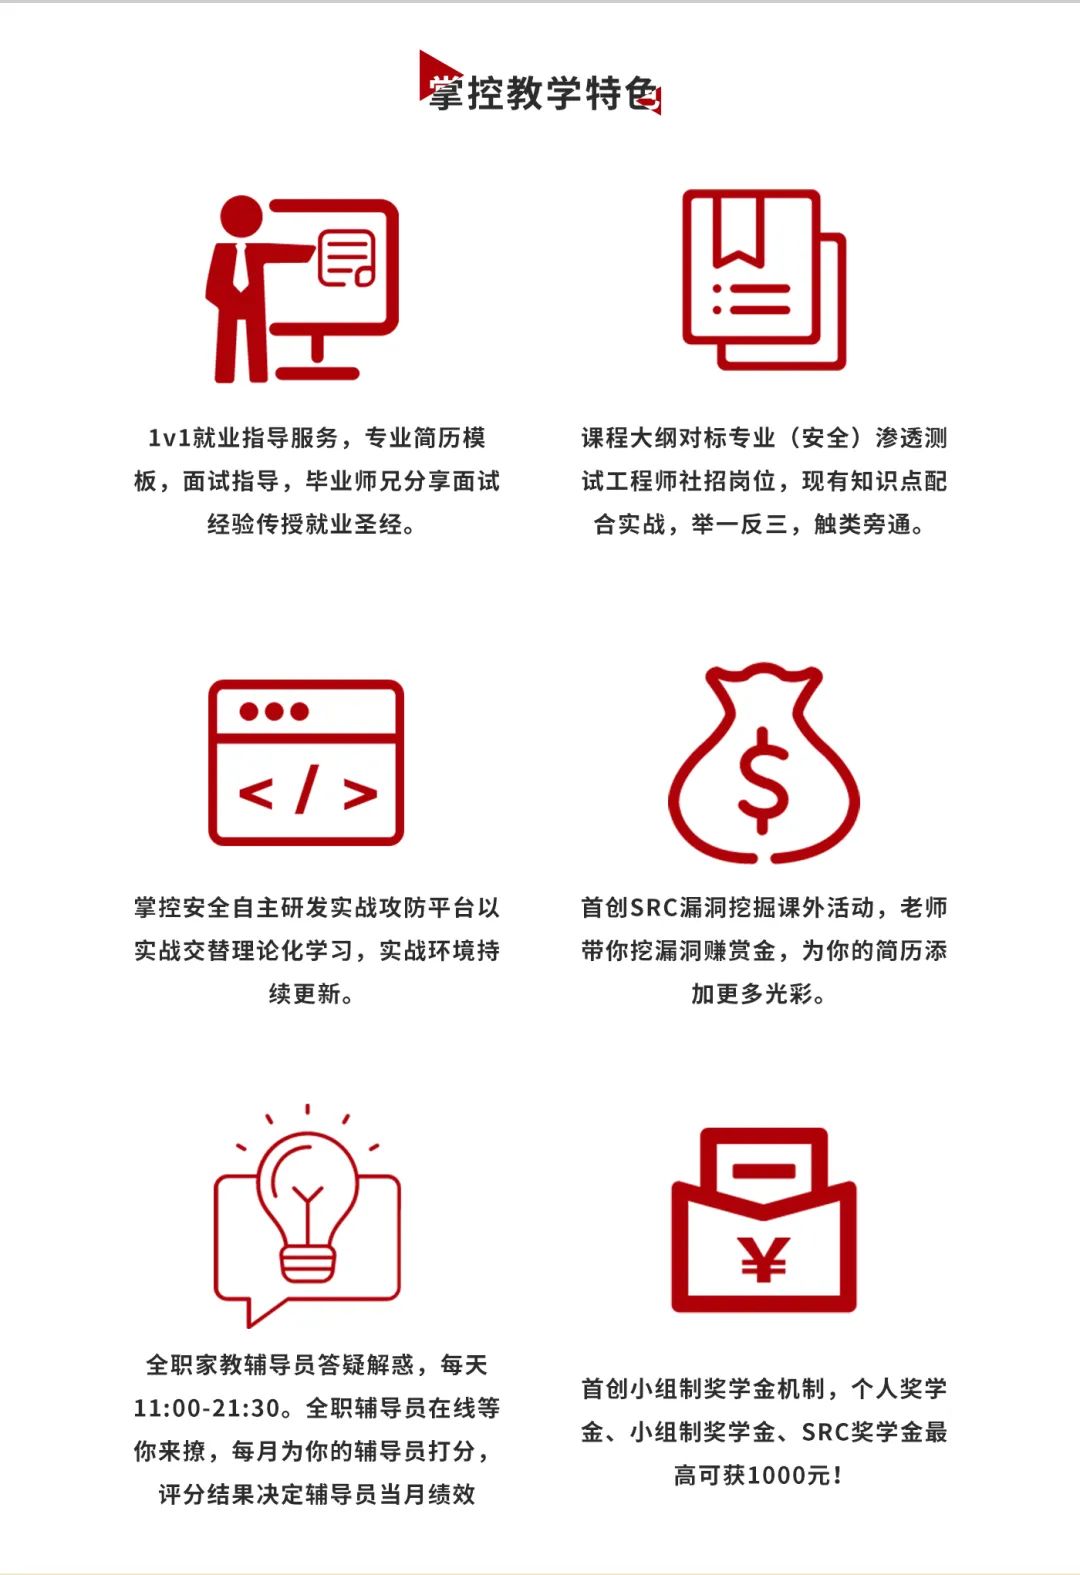 掌控教学特色
1v1就业指导服务，专业简历模
板，面试指导，毕业师兄分享面试
经验传授就业圣经。
课程大纲对标专业（安全）渗透测
试工程师社招岗位，现有知识点配
合实战，举一反三，触类旁通。
</>
$
掌控安全自主研发实战攻防平台以
实战交替理论化学习，实战环境持
续更新。
首创SRC漏洞挖掘课外活动，老师
带你挖漏洞赚赏金，为你的简历添
加更多光彩。
¥
全职家教辅导员答疑解惑，每天
11:00-21:30。全职辅导员在线等
你来撩，每月为你的辅导员打分，
评分结果决定辅导员当月绩效
首创小组制奖学金机制，个人奖学
金、小组制奖学金、SRC奖学金最
高可获1000元！